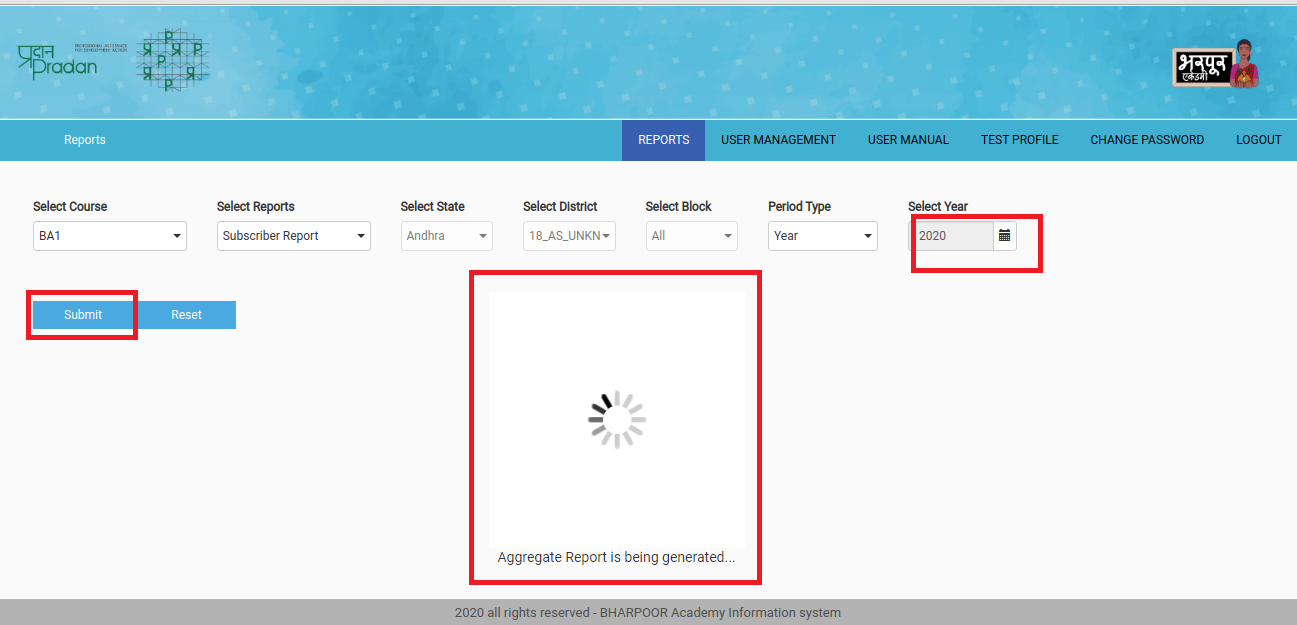 प्रदान
Pradan
PROFESSIONAL ASSISTANCE
FOR DEVELOPMENT ACTION
भरपूर
एकेडमी
Reports
REPORTS USER MANAGEMENT USER MANUAL TEST PROFILE CHANGE PASSWORD LOGOUT
Select Course Select Reports Select State Select District Select Block Period Type Select Year
BA1 Subscriber Report Andhra 18_AS_UNKN All Year 2020
Submit Reset
Aggregate Report is being generated...
2020 all rights reserved - BHARPOOR Academy Information system